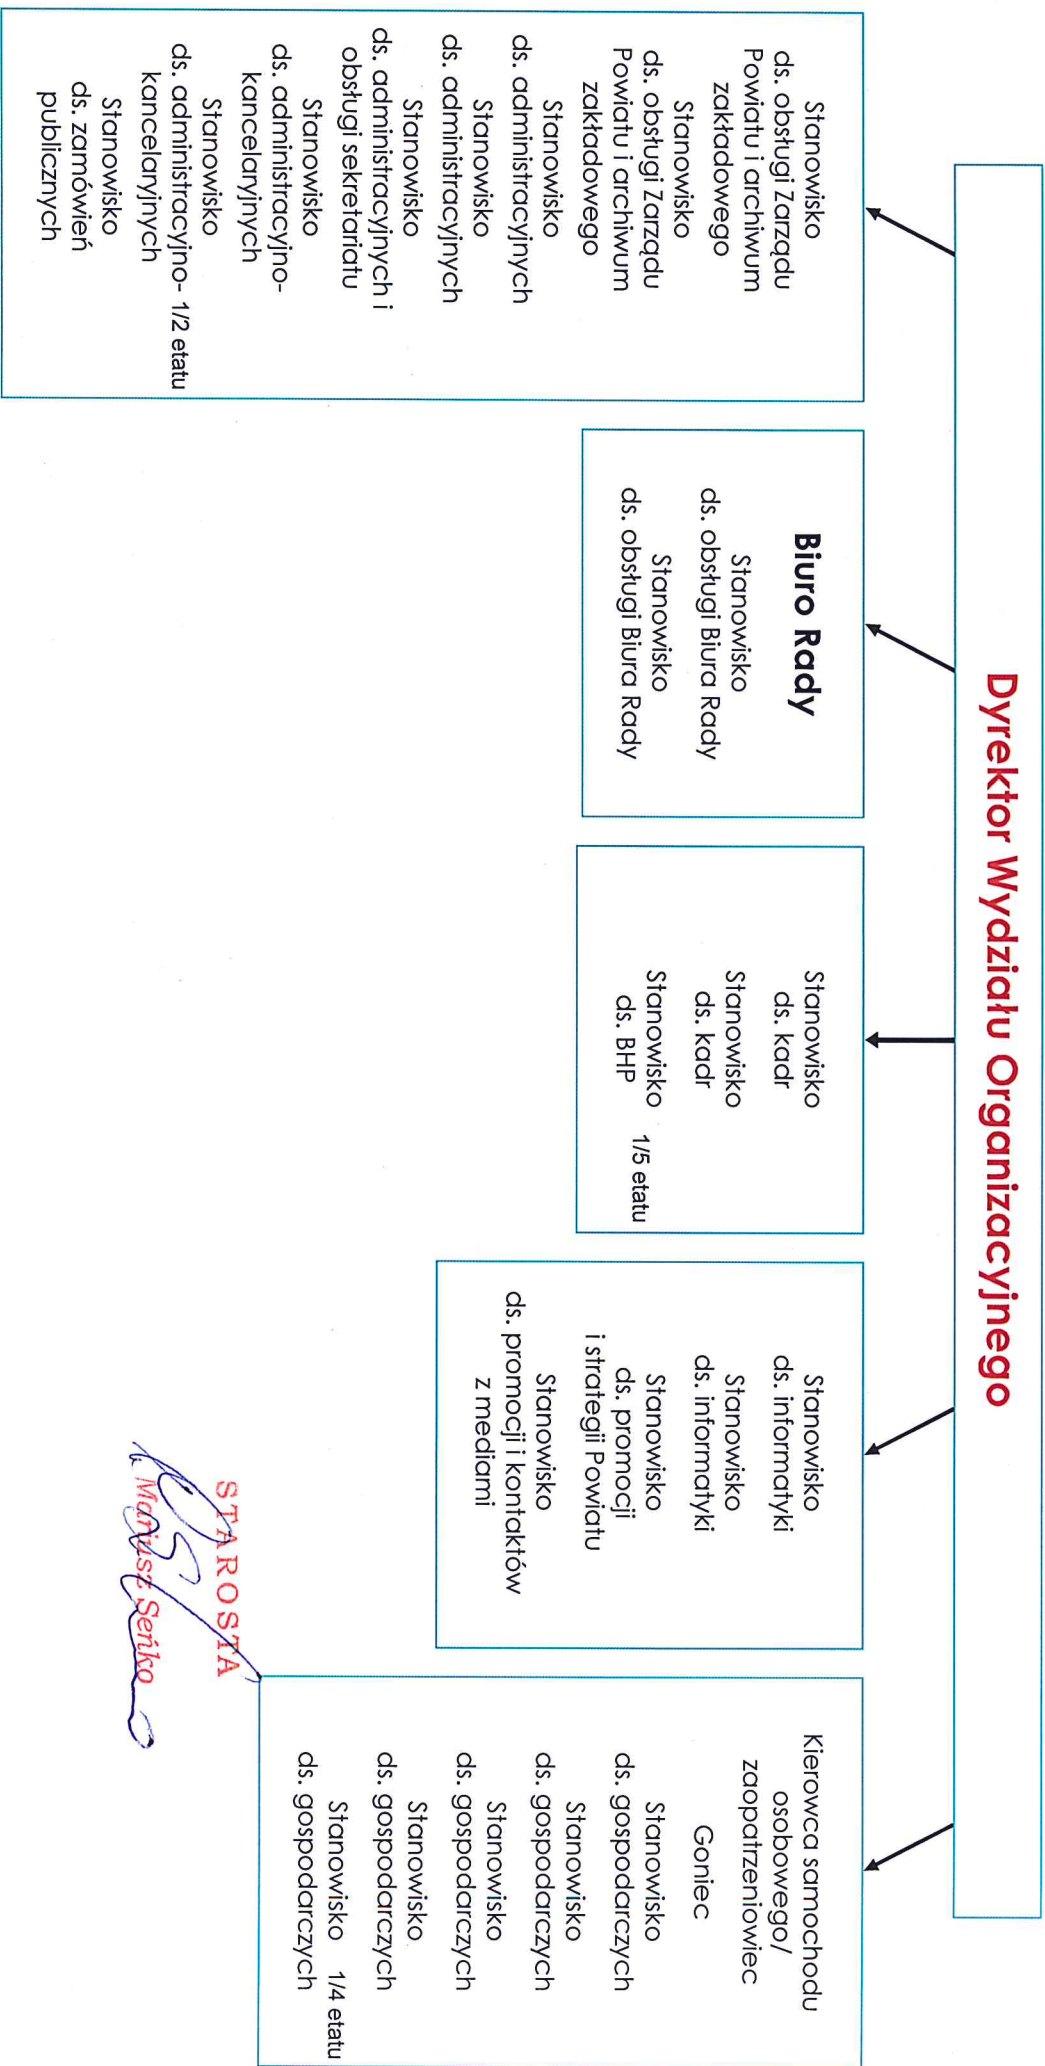 Dyrektor Wydziału Organizacyjnego
Stanowisko
ds. obsługi Zarządu
Powiatu i archiwum
zakładowego
Stanowisko
ds. obsługi Zarządu
Powiatu i archiwum
zakładowego
Stanowisko
ds. administracyjnych
Stanowisko
ds. administracyjnych
Stanowisko
ds. administracyjnych i
obsługi sekretariatu
Stanowisko
ds. administracyjno-
kancelaryjnych
Stanowisko
ds. administracyjno- 1/2 etatu
kancelaryjnych
Stanowisko
ds. zamówień
publicznych
Biuro Rady
Stanowisko
ds. obsługi Biura Rady
Stanowisko
ds. obsługi Biura Rady
Stanowisko
ds. kadr
Stanowisko
ds. kadr
Stanowisko 1/5 etatu
ds. BHP
Stanowisko
ds. informatyki
Stanowisko
ds. informatyki
Stanowisko
ds. promocji
i strategii Powiatu
Stanowisko
ds. promocji i kontaktów
z mediami
Kierowca samochodu
osobowego/
zaopatrzeniowiec
Goniec
Stanowisko
ds. gospodarczych
Stanowisko
ds. gospodarczych
Stanowisko
ds. gospodarczych
Stanowisko
ds. gospodarczych
Stanowisko 1/4 etatu
ds. gospodarczych
STAROSTA
Mariusz Seńko